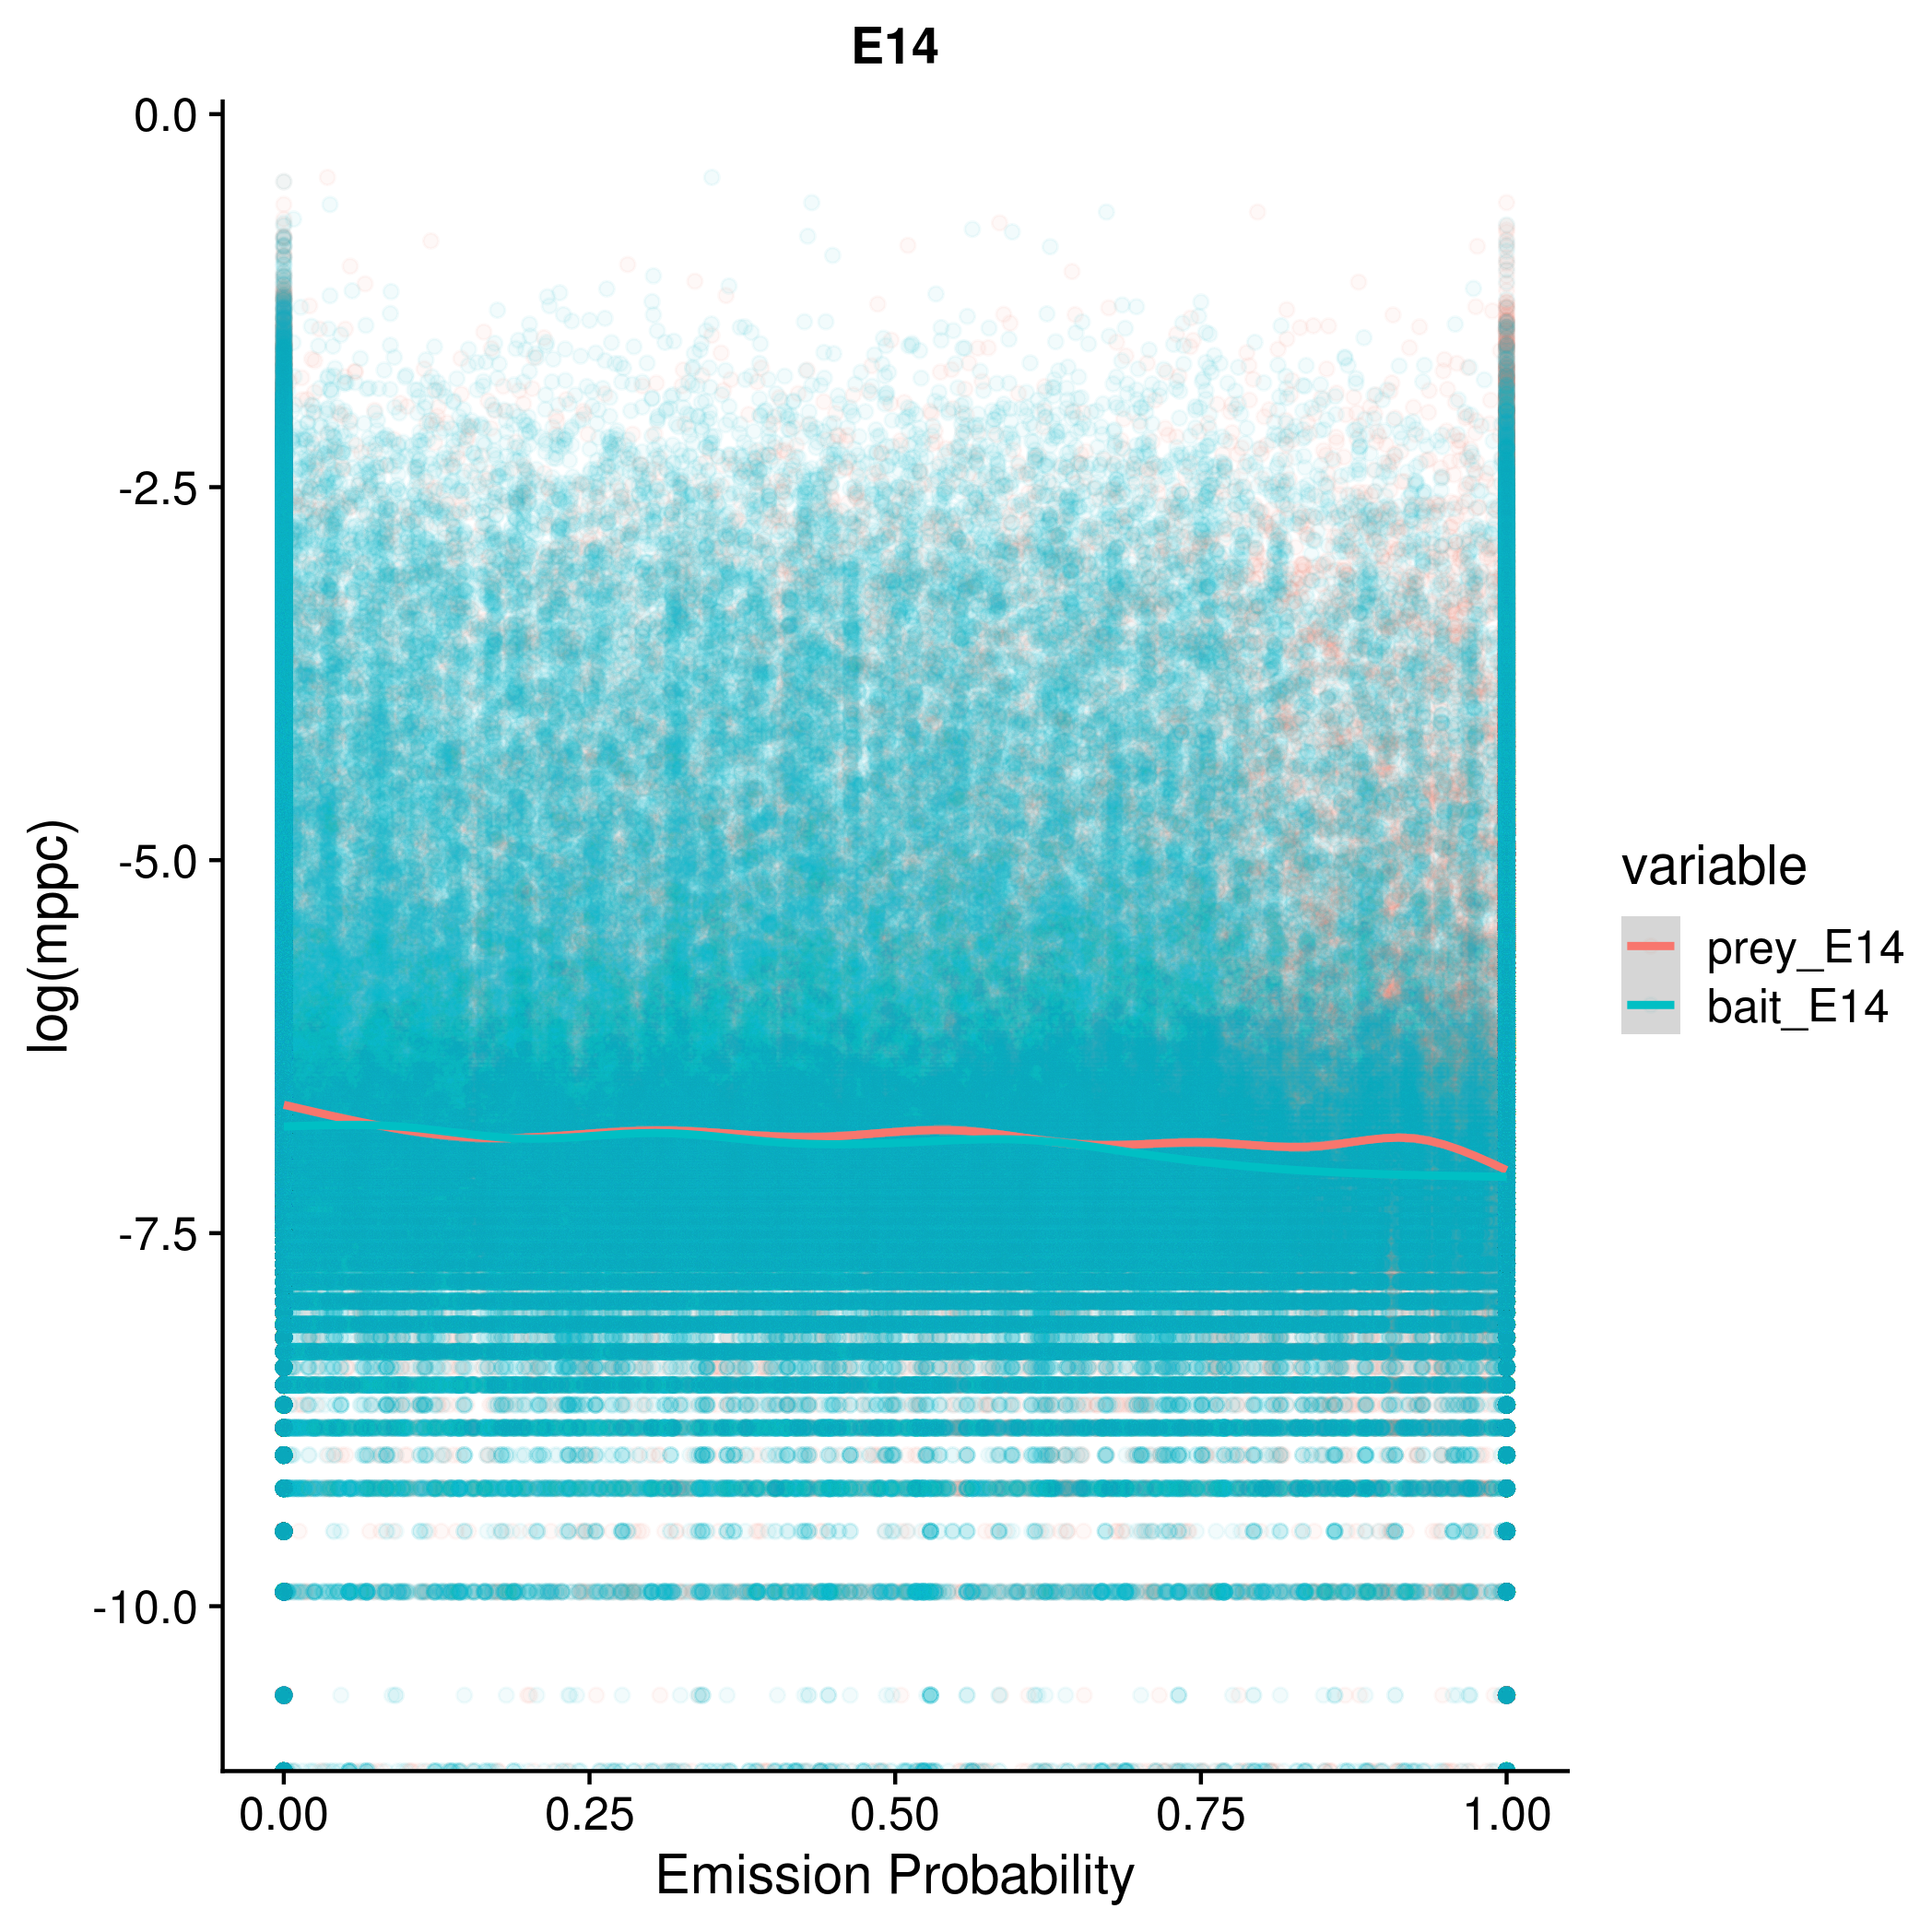 E14
0.0
-2.5
-5.0
-7.5
-10.0
log(mppc)
0.00 0.25 0.50 0.75 1.00
Emission Probability
variable
prey_E14
bait_E14